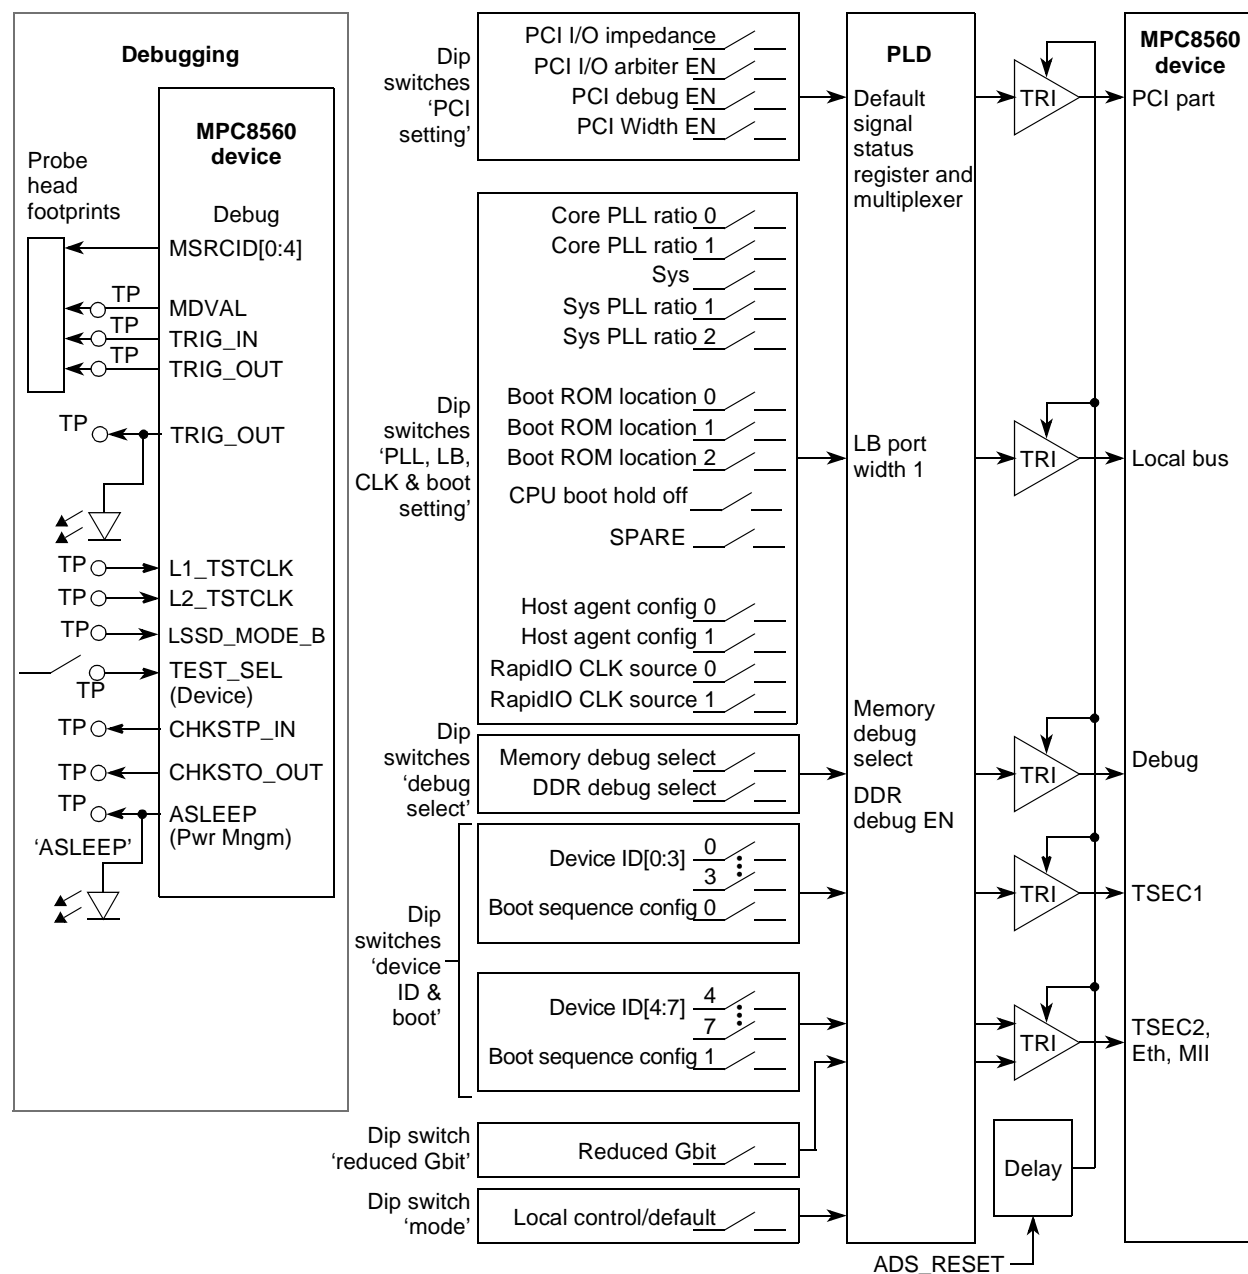 Debugging
MPC8560
device
Probe
head
footprints
Debug
MSRCID[0:4]
TP
MDVAL
TP
TRIG_IN
TP
TRIG_OUT
TP
TRIG_OUT
TP
L1_TSTCLK
TP
L2_TSTCLK
TP
LSSD_MODE_B
TEST_SEL
TP
(Device)
TP
CHKSTP_IN
TP
CHKSTO_OUT
TP
ASLEEP
(Pwr Mngm)
‘ASLEEP’
Dip
switches
‘PCI
setting’
PCI I/O impedance
PCI I/O arbiter EN
PCI debug EN
PCI Width EN
Dip
switches
‘PLL, LB,
CLK & boot
setting’
Core PLL ratio 0
Core PLL ratio 1
Sys
Sys PLL ratio 1
Sys PLL ratio 2
Boot ROM location 0
Boot ROM location 1
Boot ROM location 2
CPU boot hold off
SPARE
Host agent config 0
Host agent config 1
RapidIO CLK source 0
RapidIO CLK source 1
Dip
switches
‘debug
select’
Memory debug select
DDR debug select
Dip
switches
‘device
ID &
boot’
Device ID[0:3] 0
3
Boot sequence config 0
Device ID[4:7] 4
7
Boot sequence config 1
Dip switch
‘reduced Gbit’
Reduced Gbit
Dip switch
‘mode’
Local control/default
PLD
Default
signal
status
register and
multiplexer
LB port
width 1
Memory
debug
select
DDR
debug EN
TRI
TRI
TRI
TRI
TRI
Delay
ADS_RESET
MPC8560
device
PCI part
Local bus
Debug
TSEC1
TSEC2,
Eth, MII